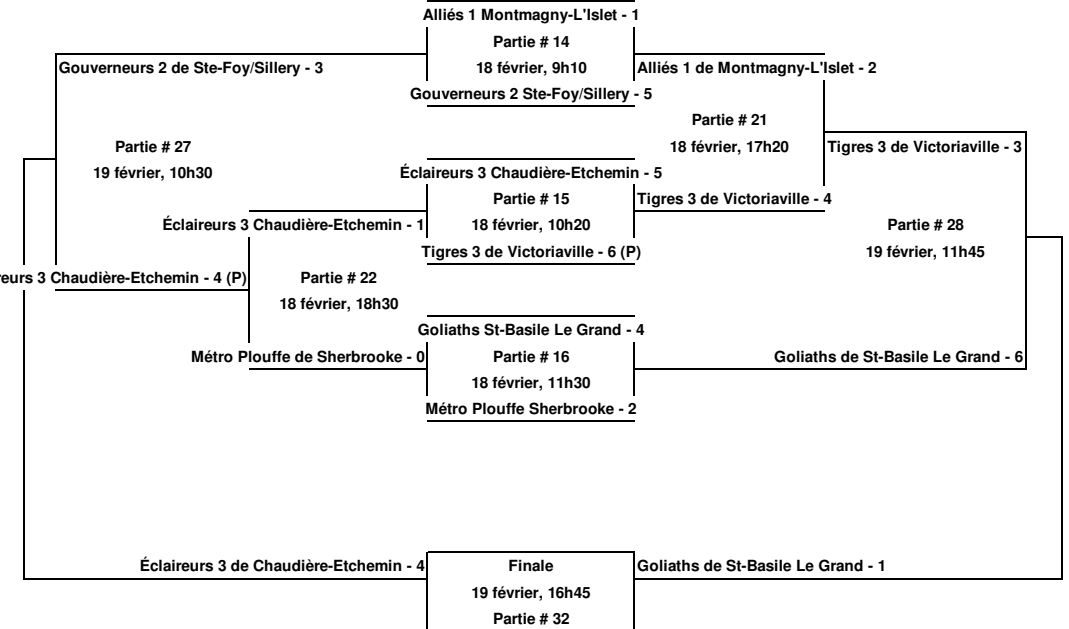 Alliés 1 Montmagny-L'Islet - 1
Partie # 14
18 février, 9h10
Gouverneurs 2 de Ste-Foy/Sillery - 3
Alliés 1 de Montmagny-L'Islet - 2
Gouverneurs 2 Ste-Foy/Sillery - 5
Partie # 21
18 février, 17h20
Partie # 27
19 février, 10h30
Tigres 3 de Victoriaville - 3
Éclaireurs 3 Chaudière-Etchemin - 5
Partie # 15
18 février, 10h20
Tigres 3 de Victoriaville - 4
Éclaireurs 3 Chaudière-Etchemin - 1
Tigres 3 de Victoriaville - 6 (P)
Partie # 28
19 février, 11h45
reurs 3 Chaudière-Etchemin - 4 (P)
Partie # 22
18 février, 18h30
Goliaths St-Basile Le Grand - 4
Métro Plouffe de Sherbrooke - 0
Partie # 16
18 février, 11h30
Goliaths de St-Basile Le Grand - 6
Métro Plouffe Sherbrooke - 2
Éclaireurs 3 de Chaudière-Etchemin - 4
Finale
19 février, 16h45
Partie # 32
Goliaths de St-Basile Le Grand - 1